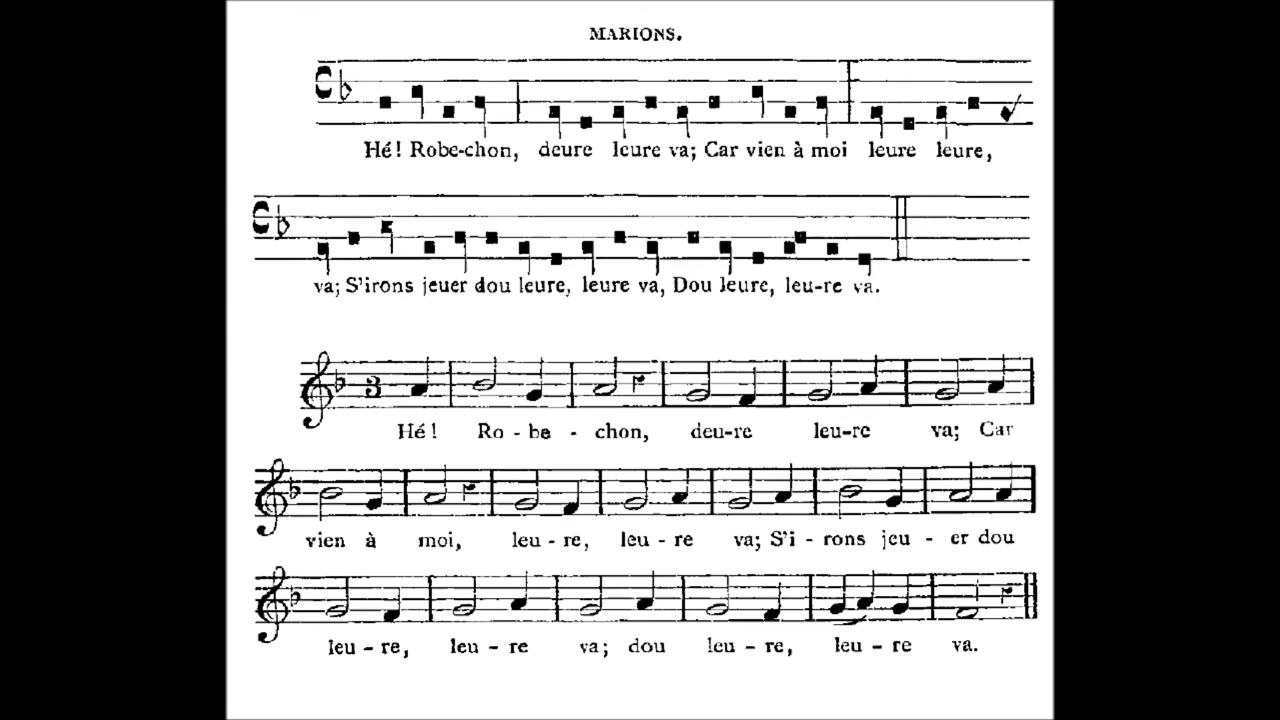 MARIONS.
Hé! Robe-chon, deure leure va; Car vien à moi leure leure,
va; S'irons jeuer dou leure, leure va, Dou leure, leu-re va.
3
Hé! Ro - be - chon, deu-re leu-re va; Car
vien à moi, leu - re, leu - re va; S'i - rons jeu - er dou
leu - re, leu - re va; dou leu - re, leu - re va.